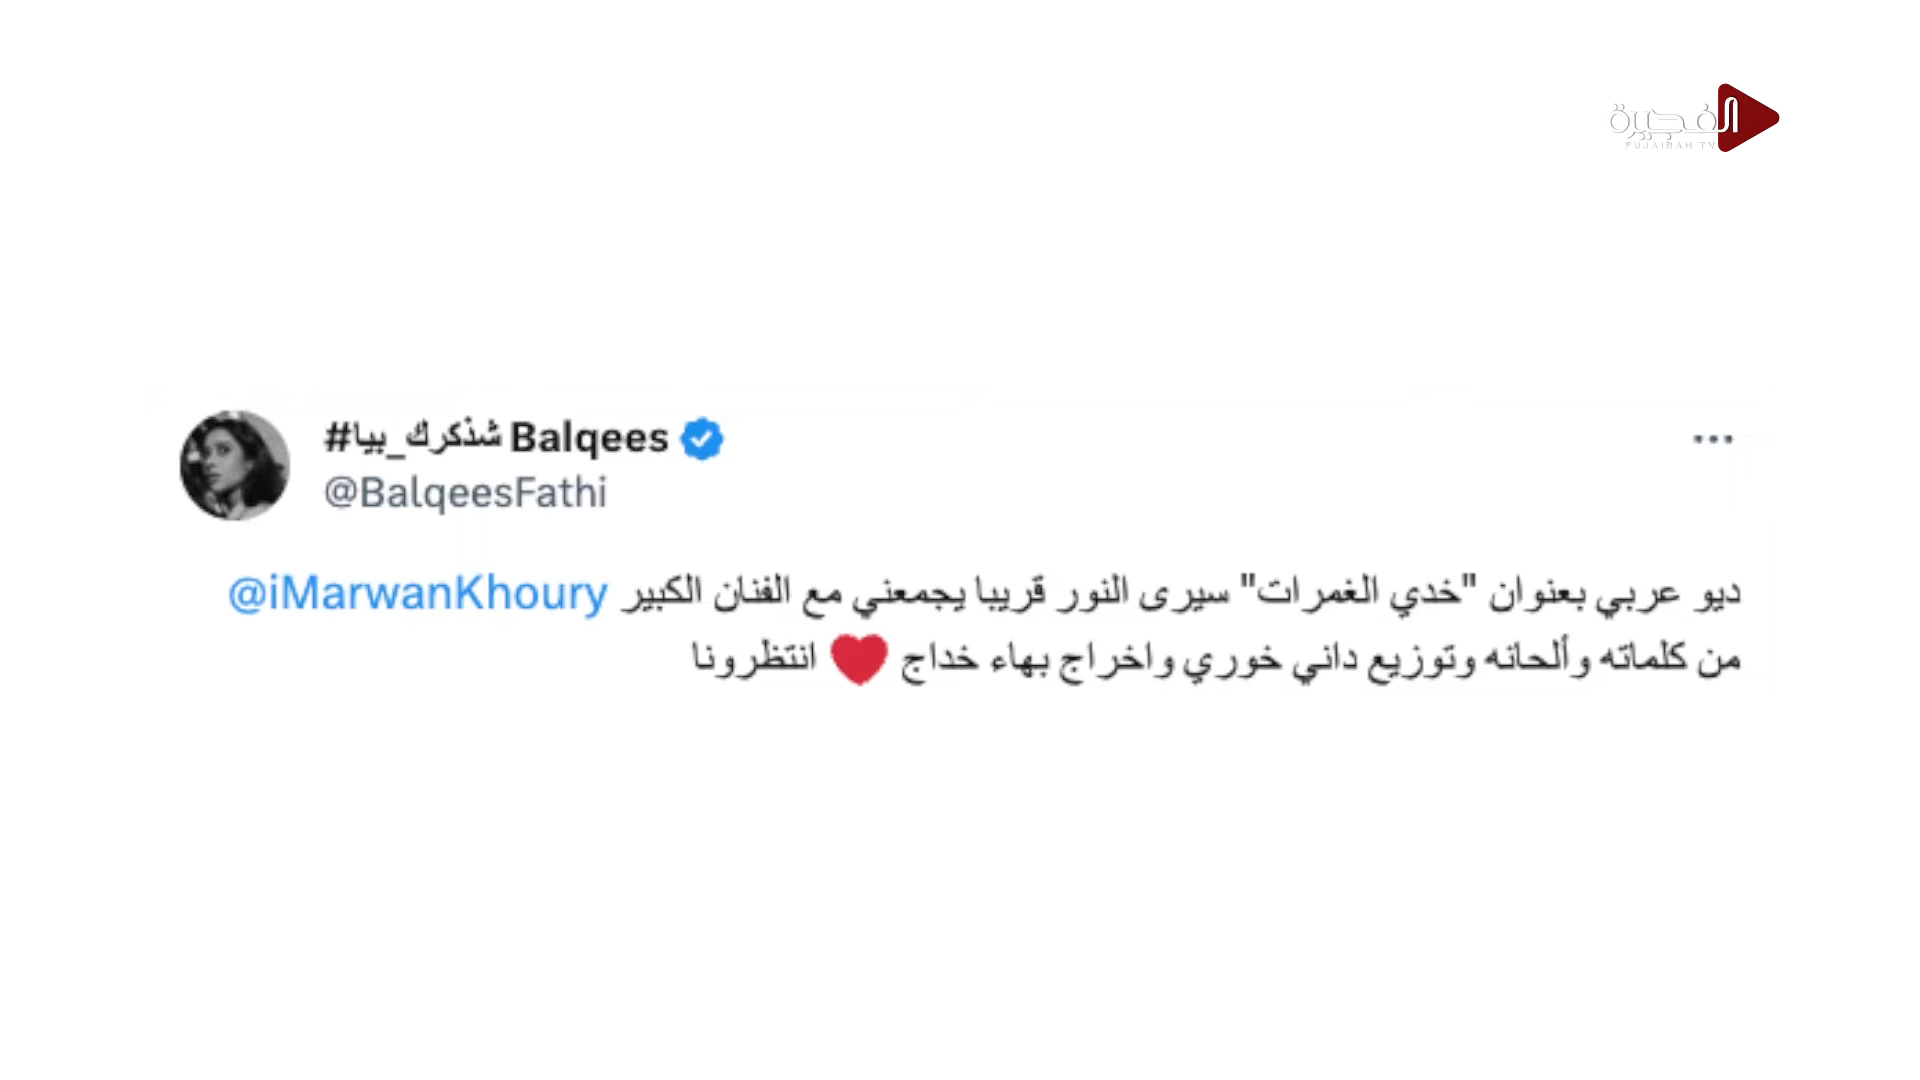 الفجيرة
FUJAIRAH TV
#شذكرك_بيا Balqees
@BalqeesFathi
ديو عربي بعنوان "خدي الغمرات" سيرى النور قريبا يجمعني مع الفنان الكبير @iMarwanKhoury
من كلماته وألحانه وتوزيع داني خوري واخراج بهاء خداج ❤️ انتظرونا